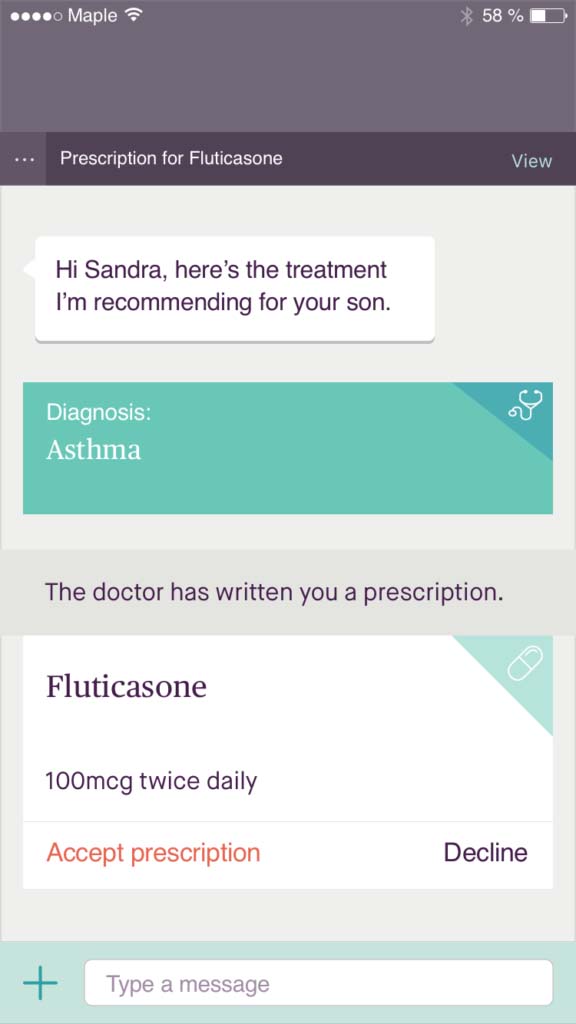 Maple 58 %
... Prescription for Fluticasone View
Hi Sandra, here’s the treatment
I’m recommending for your son.
Diagnosis:
Asthma
The doctor has written you a prescription.
Fluticasone
100mcg twice daily
Accept prescription Decline
Type a message